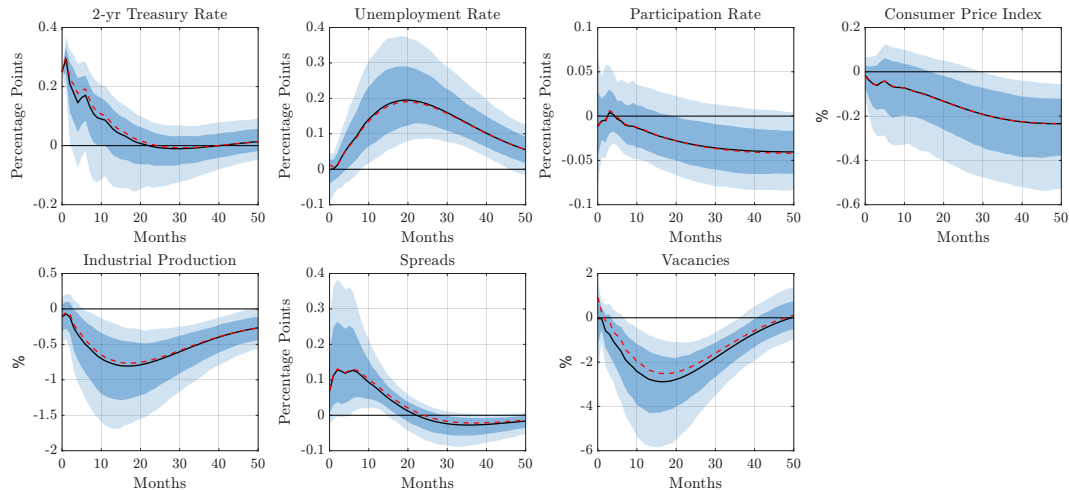 2-yr Treasury Rate
Percentage Points
0.4
0.2
0
-0.2
0 10 20 30 40 50
Months
Unemployment Rate
Percentage Points
0.4
0.3
0.2
0.1
0
-0.1
0 10 20 30 40 50
Months
Participation Rate
Percentage Points
0.1
0.05
0
-0.05
-0.1
0 10 20 30 40 50
Months
Consumer Price Index
%
0.2
0
-0.2
-0.4
-0.6
0 10 20 30 40 50
Months
Industrial Production
%
0.5
0
-0.5
-1
-1.5
-2
0 10 20 30 40 50
Months
Spreads
Percentage Points
0.4
0.3
0.2
0.1
0
-0.1
0 10 20 30 40 50
Months
Vacancies
%
2
0
-2
-4
-6
0 10 20 30 40 50
Months